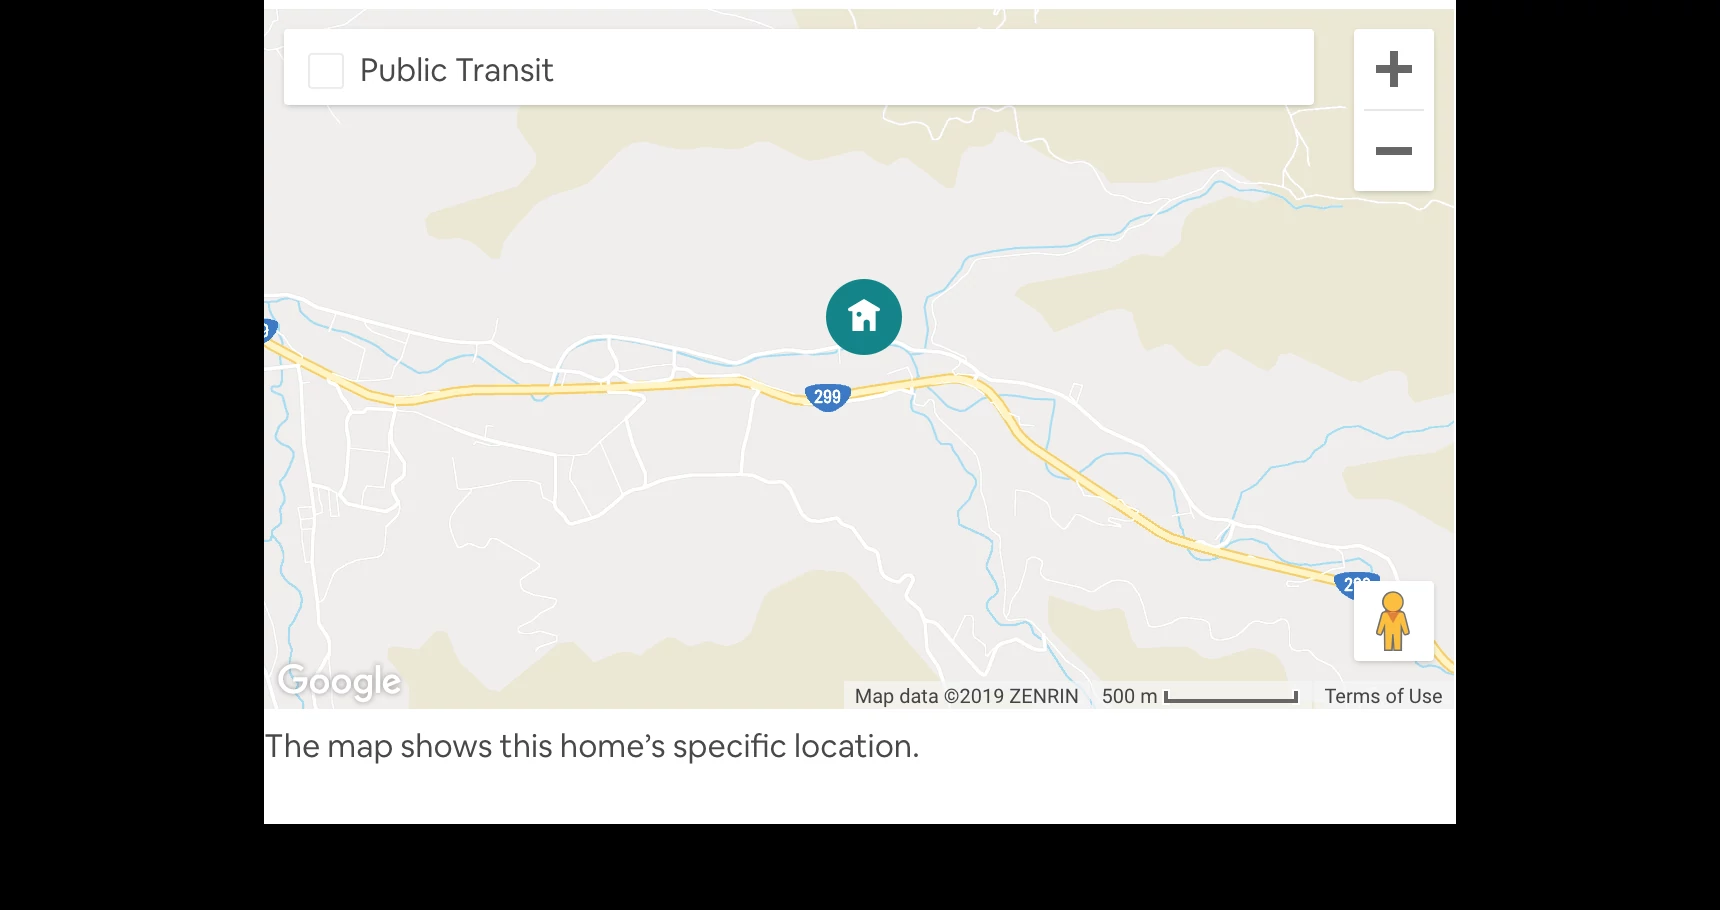 Public Transit
299
Google
Map data ©2019 ZENRIN
500 m
Terms of Use
The map shows this home’s specific location.